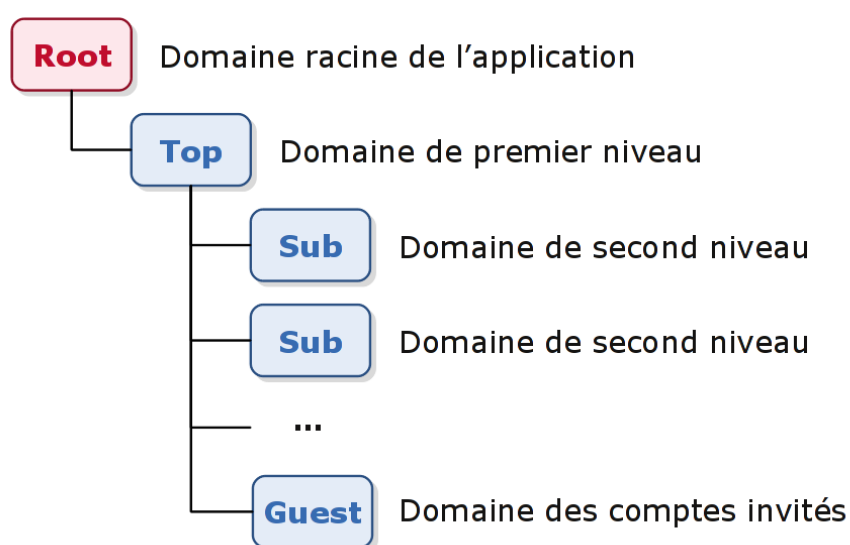 Root Domaine racine de l’application
Top Domaine de premier niveau
Sub Domaine de second niveau
Sub Domaine de second niveau
...
Guest Domaine des comptes invités